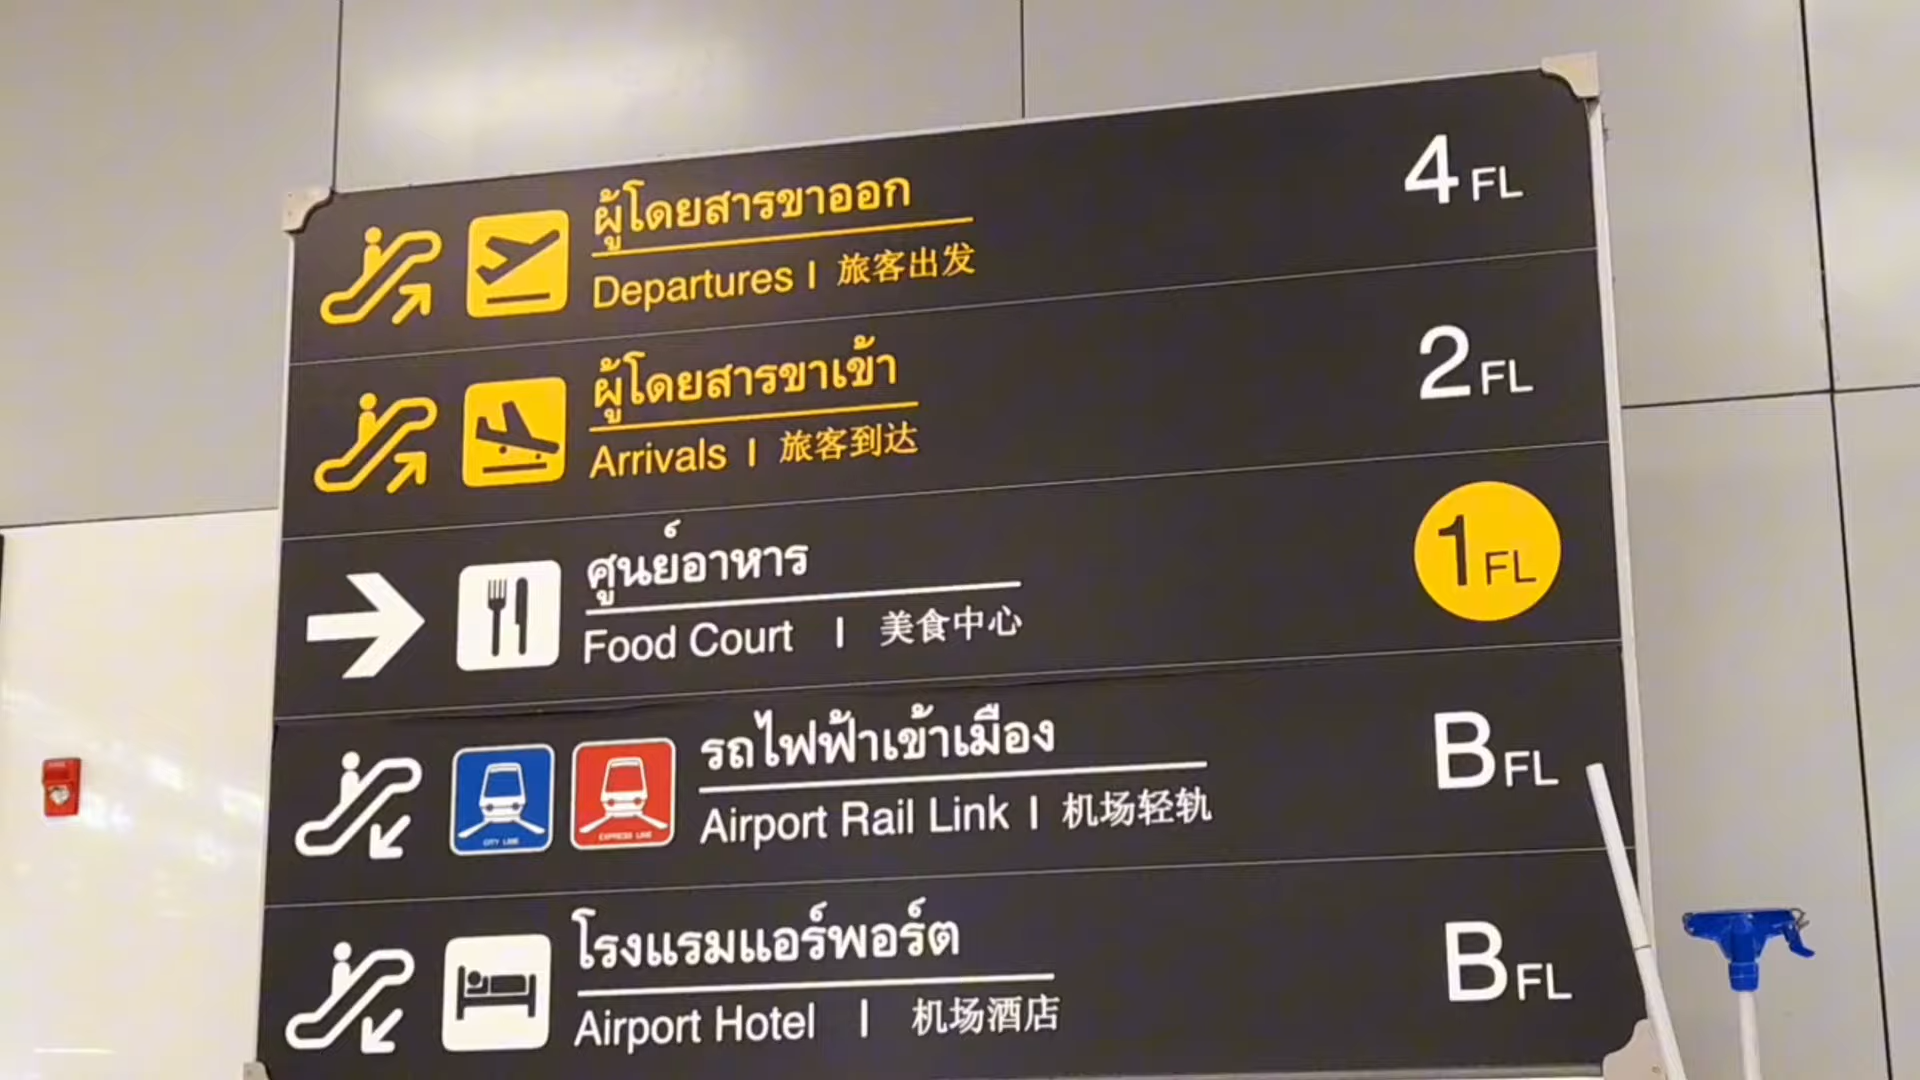 ผู้โดยสารขาออก
Departures | 旅客出发
4 FL
ผู้โดยสารขาเข้า
Arrivals | 旅客到达
2 FL
ศูนย์อาหาร
Food Court | 美食中心
1 FL
รถไฟฟ้าเข้าเมือง
Airport Rail Link | 机场轻轨
CITY LINE
EXPRESS LINE
B FL
โรงแรมแอร์พอร์ต
Airport Hotel | 机场酒店
B FL